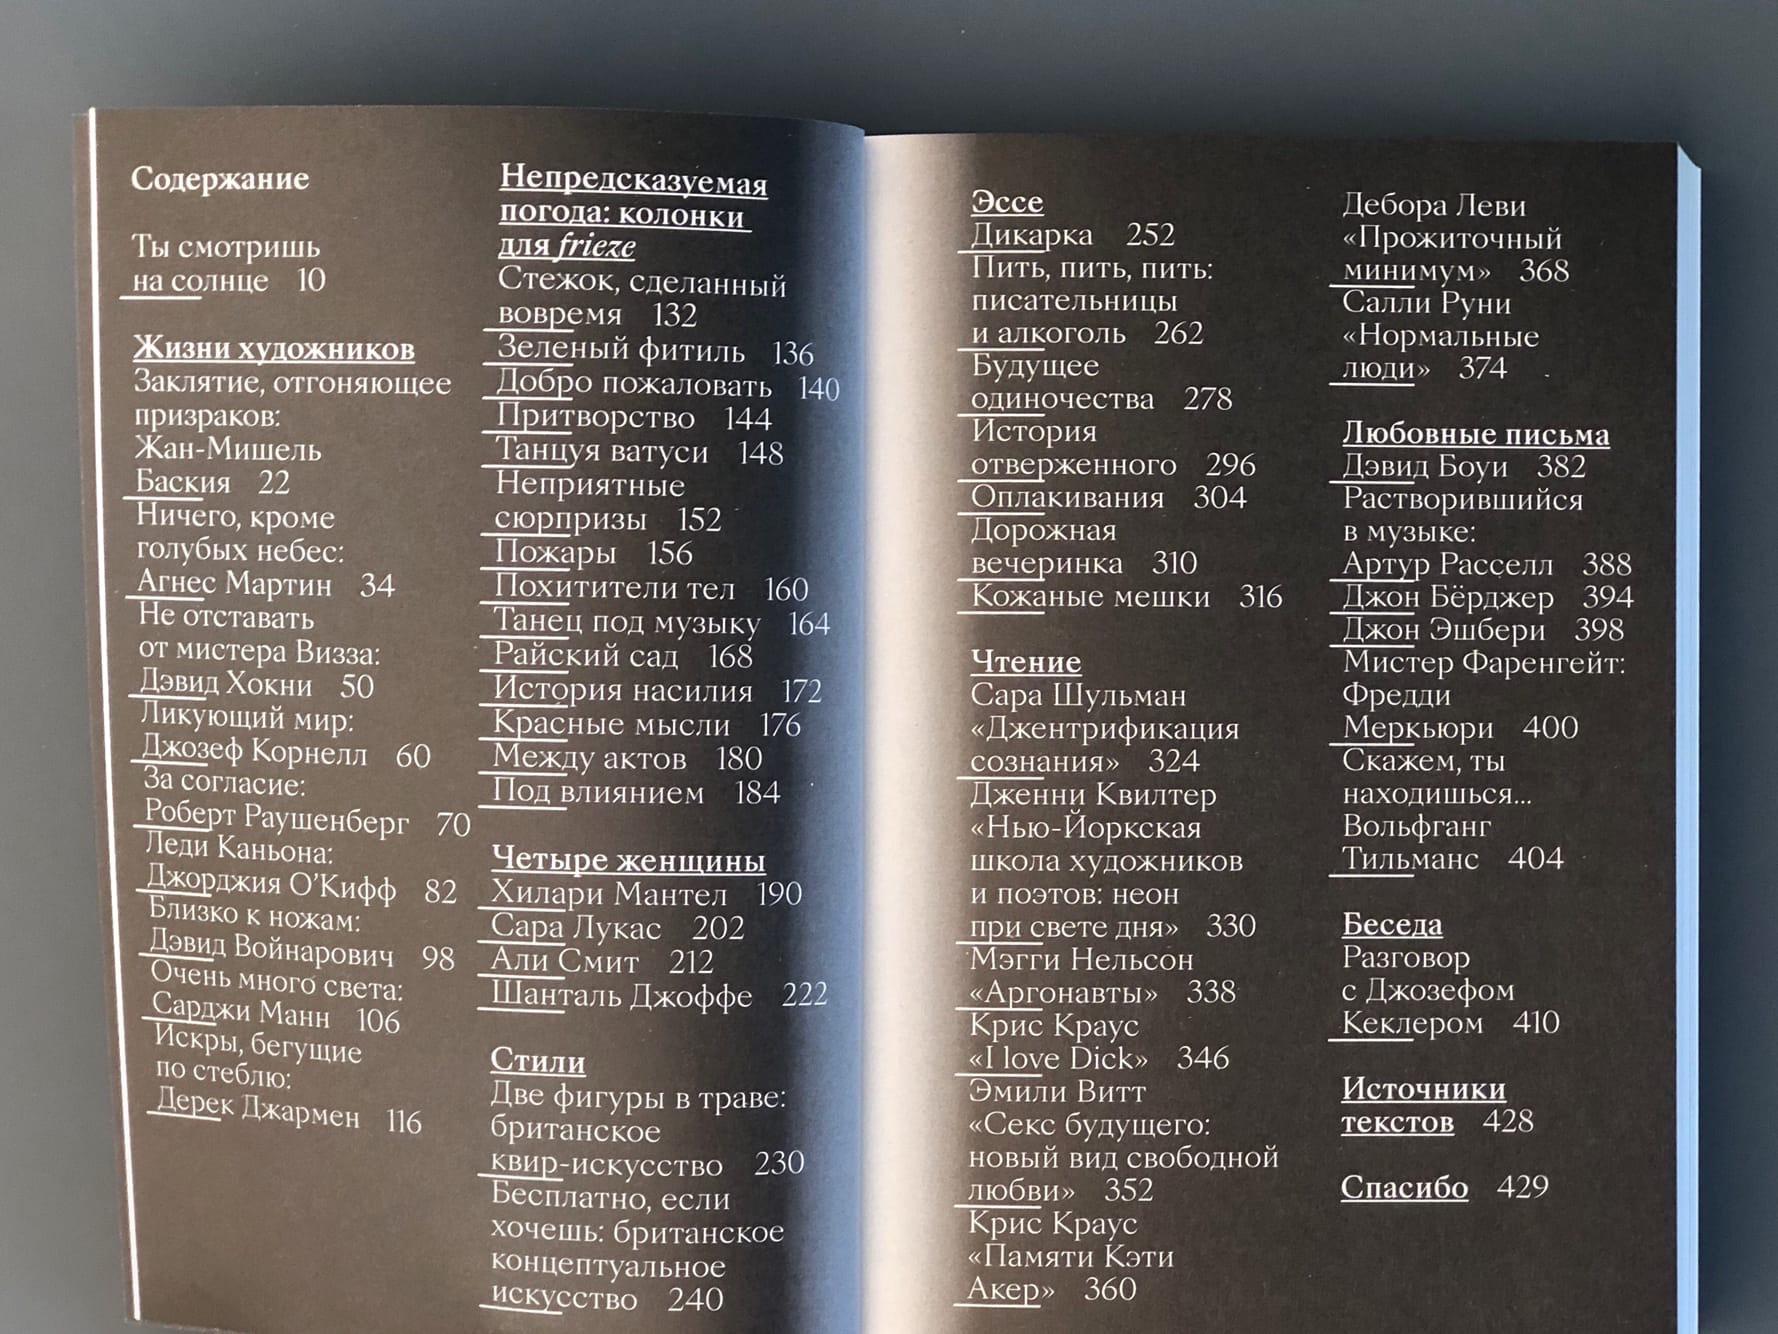 Содержание
Ты смотришь
на солнце 10
Жизни художников
Заклятие, отгоняющее
призраков:
Жан-Мишель
Баския 22
Ничего, кроме
голубых небес:
Агнес Мартин 34
Не отставать
от мистера Визза:
Дэвид Хокни 50
Ликующий мир:
Джозеф Корнелл 60
За согласие:
Роберт Раушенберг 70
Леди Каньона:
Джорджия О’Кифф 82
Близко к ножам:
Дэвид Войнарович 98
Очень много света:
Сарджи Манн 106
Искры, бегущие
по стеблю:
Дерек Джармен 116
Непредсказуемая
погода: колонки
для frieze
Стежок, сделанный
вовремя 132
Зеленый фитиль 136
Добро пожаловать 140
Притворство 144
Танцуя ватуси 148
Неприятные
сюрпризы 152
Пожары 156
Похитители тел 160
Танец под музыку 164
Райский сад 168
История насилия 172
Красные мысли 176
Между актов 180
Под влиянием 184
Четыре женщины
Хилари Мантел 190
Сара Лукас 202
Али Смит 212
Шанталь Джоффе 222
Стили
Две фигуры в траве:
британское
квир-искусство 230
Бесплатно, если
хочешь: британское
концептуальное
искусство 240
Эссе
Дикарка 252
Пить, пить, пить:
писательницы
и алкоголь 262
Будущее
одиночества 278
История
отверженного 296
Оплакивания 304
Дорожная
вечеринка 310
Кожаные мешки 316
Чтение
Сара Шульман
«Джентрификация
сознания» 324
Дженни Квилтер
«Нью-Йоркская
школа художников
и поэтов: неон
при свете дня» 330
Мэгги Нельсон
«Аргонавты» 338
Крис Краус
«I love Dick» 346
Эмили Витт
«Секс будущего:
новый вид свободной
любви» 352
Крис Краус
«Памяти Кэти
Акер» 360
Дебора Леви
«Прожиточный
минимум» 368
Салли Руни
«Нормальные
люди» 374
Любовные письма
Дэвид Боуи 382
Растворившийся
в музыке:
Артур Расселл 388
Джон Бёрджер 394
Джон Эшбери 398
Мистер Фаренгейт:
Фредди
Меркьюри 400
Скажем, ты
находишься...
Вольфганг
Тильманс 404
Беседа
Разговор
с Джозефом
Кеклером 410
Источники
текстов 428
Спасибо 429